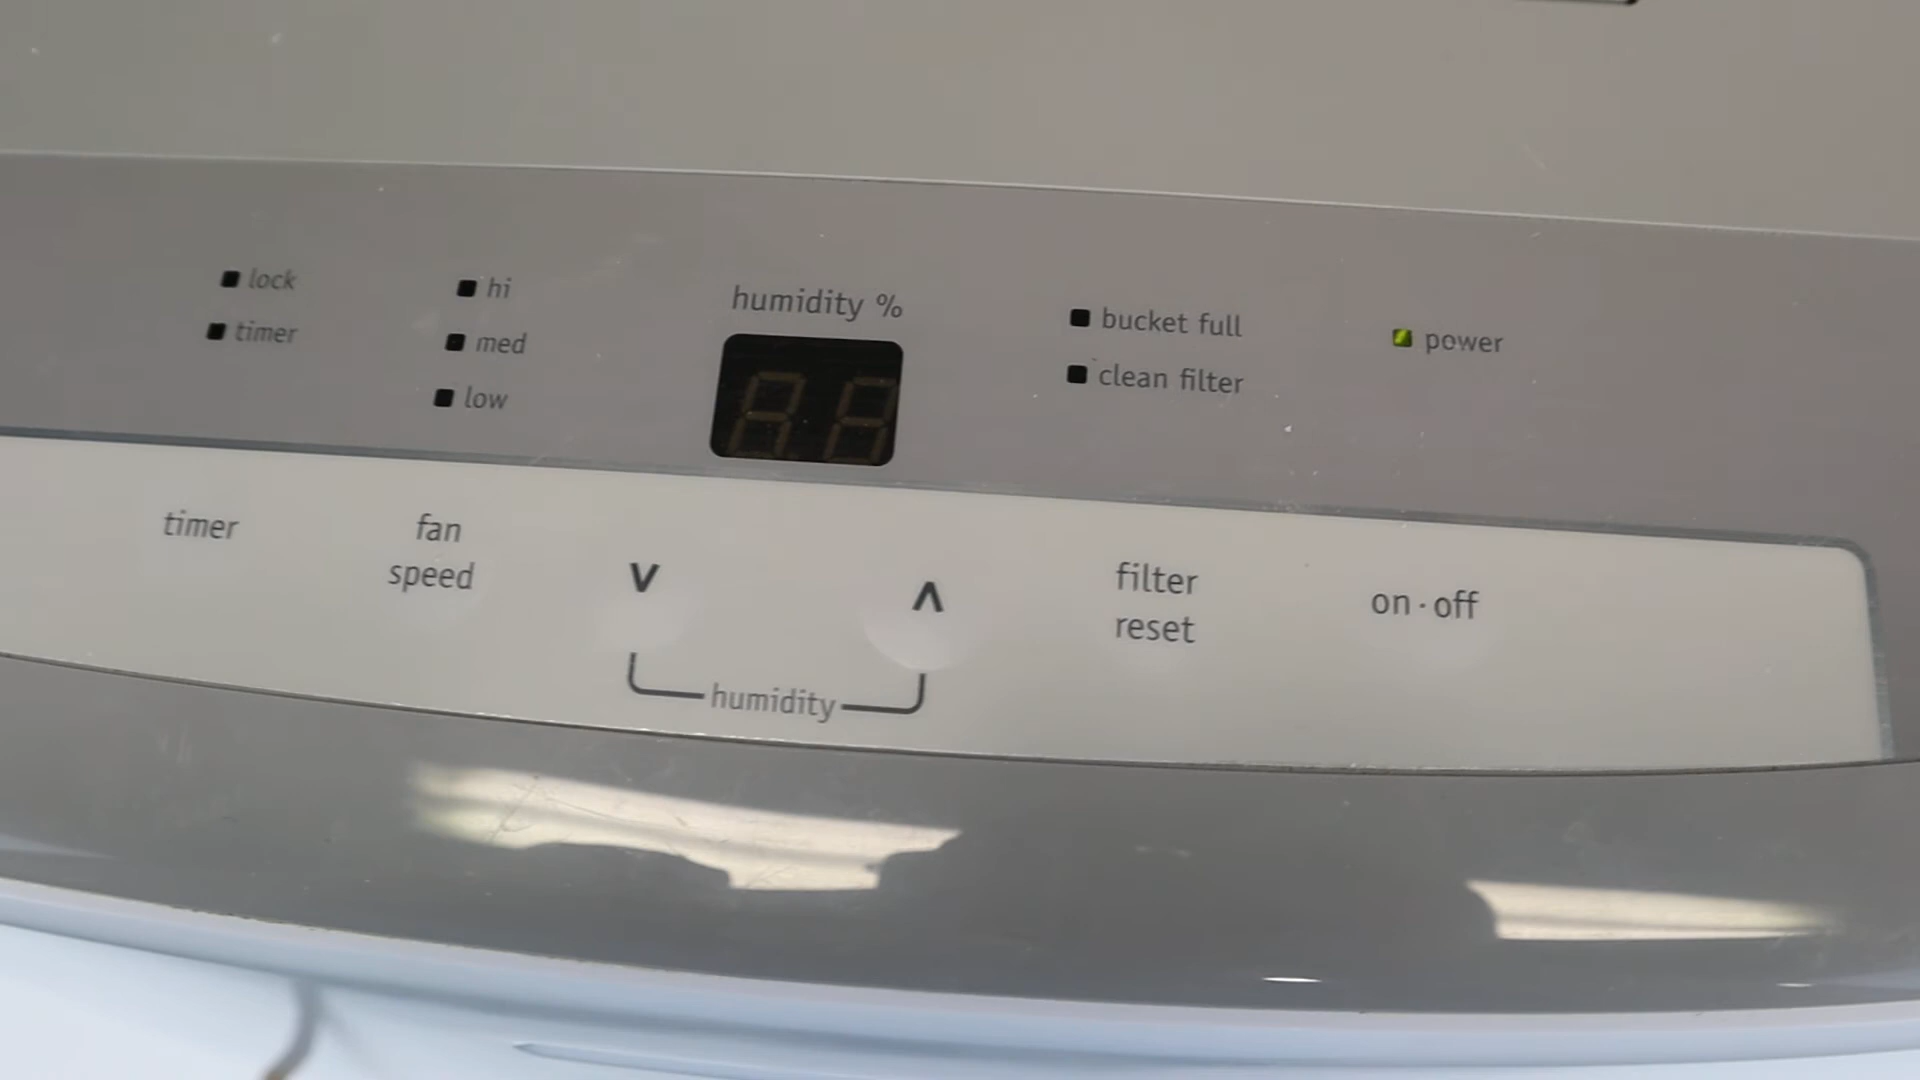 lock
timer
hi
med
low
humidity %
bucket full
clean filter
power
timer
fan
speed
∨
∧
humidity
filter
reset
on·off